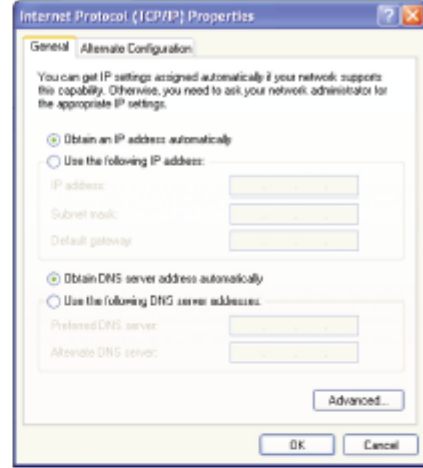 Internet Protocol (TCP/IP) Properties
General
Alternate Configuration
You can get IP settings assigned automatically if your network supports
this capability. Otherwise, you need to ask your network administrator for
the appropriate IP settings.
Obtain an IP address automatically
Use the following IP address:
IP address:
Subnet mask:
Default gateway:
Obtain DNS server address automatically
Use the following DNS server addresses:
Preferred DNS server:
Alternate DNS server:
Advanced...
OK
Cancel